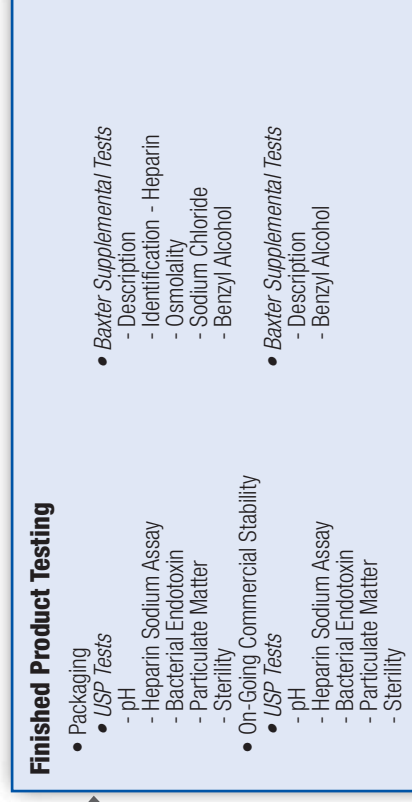 Finished Product Testing
• Packaging
• USP Tests
- pH
- Heparin Sodium Assay
- Bacterial Endotoxin
- Particulate Matter
- Sterility
• Baxter Supplemental Tests
- Description
- Identification - Heparin
- Osmolality
- Sodium Chloride
- Benzyl Alcohol
• On-Going Commercial Stability
• USP Tests
- pH
- Heparin Sodium Assay
- Bacterial Endotoxin
- Particulate Matter
- Sterility
• Baxter Supplemental Tests
- Description
- Benzyl Alcohol